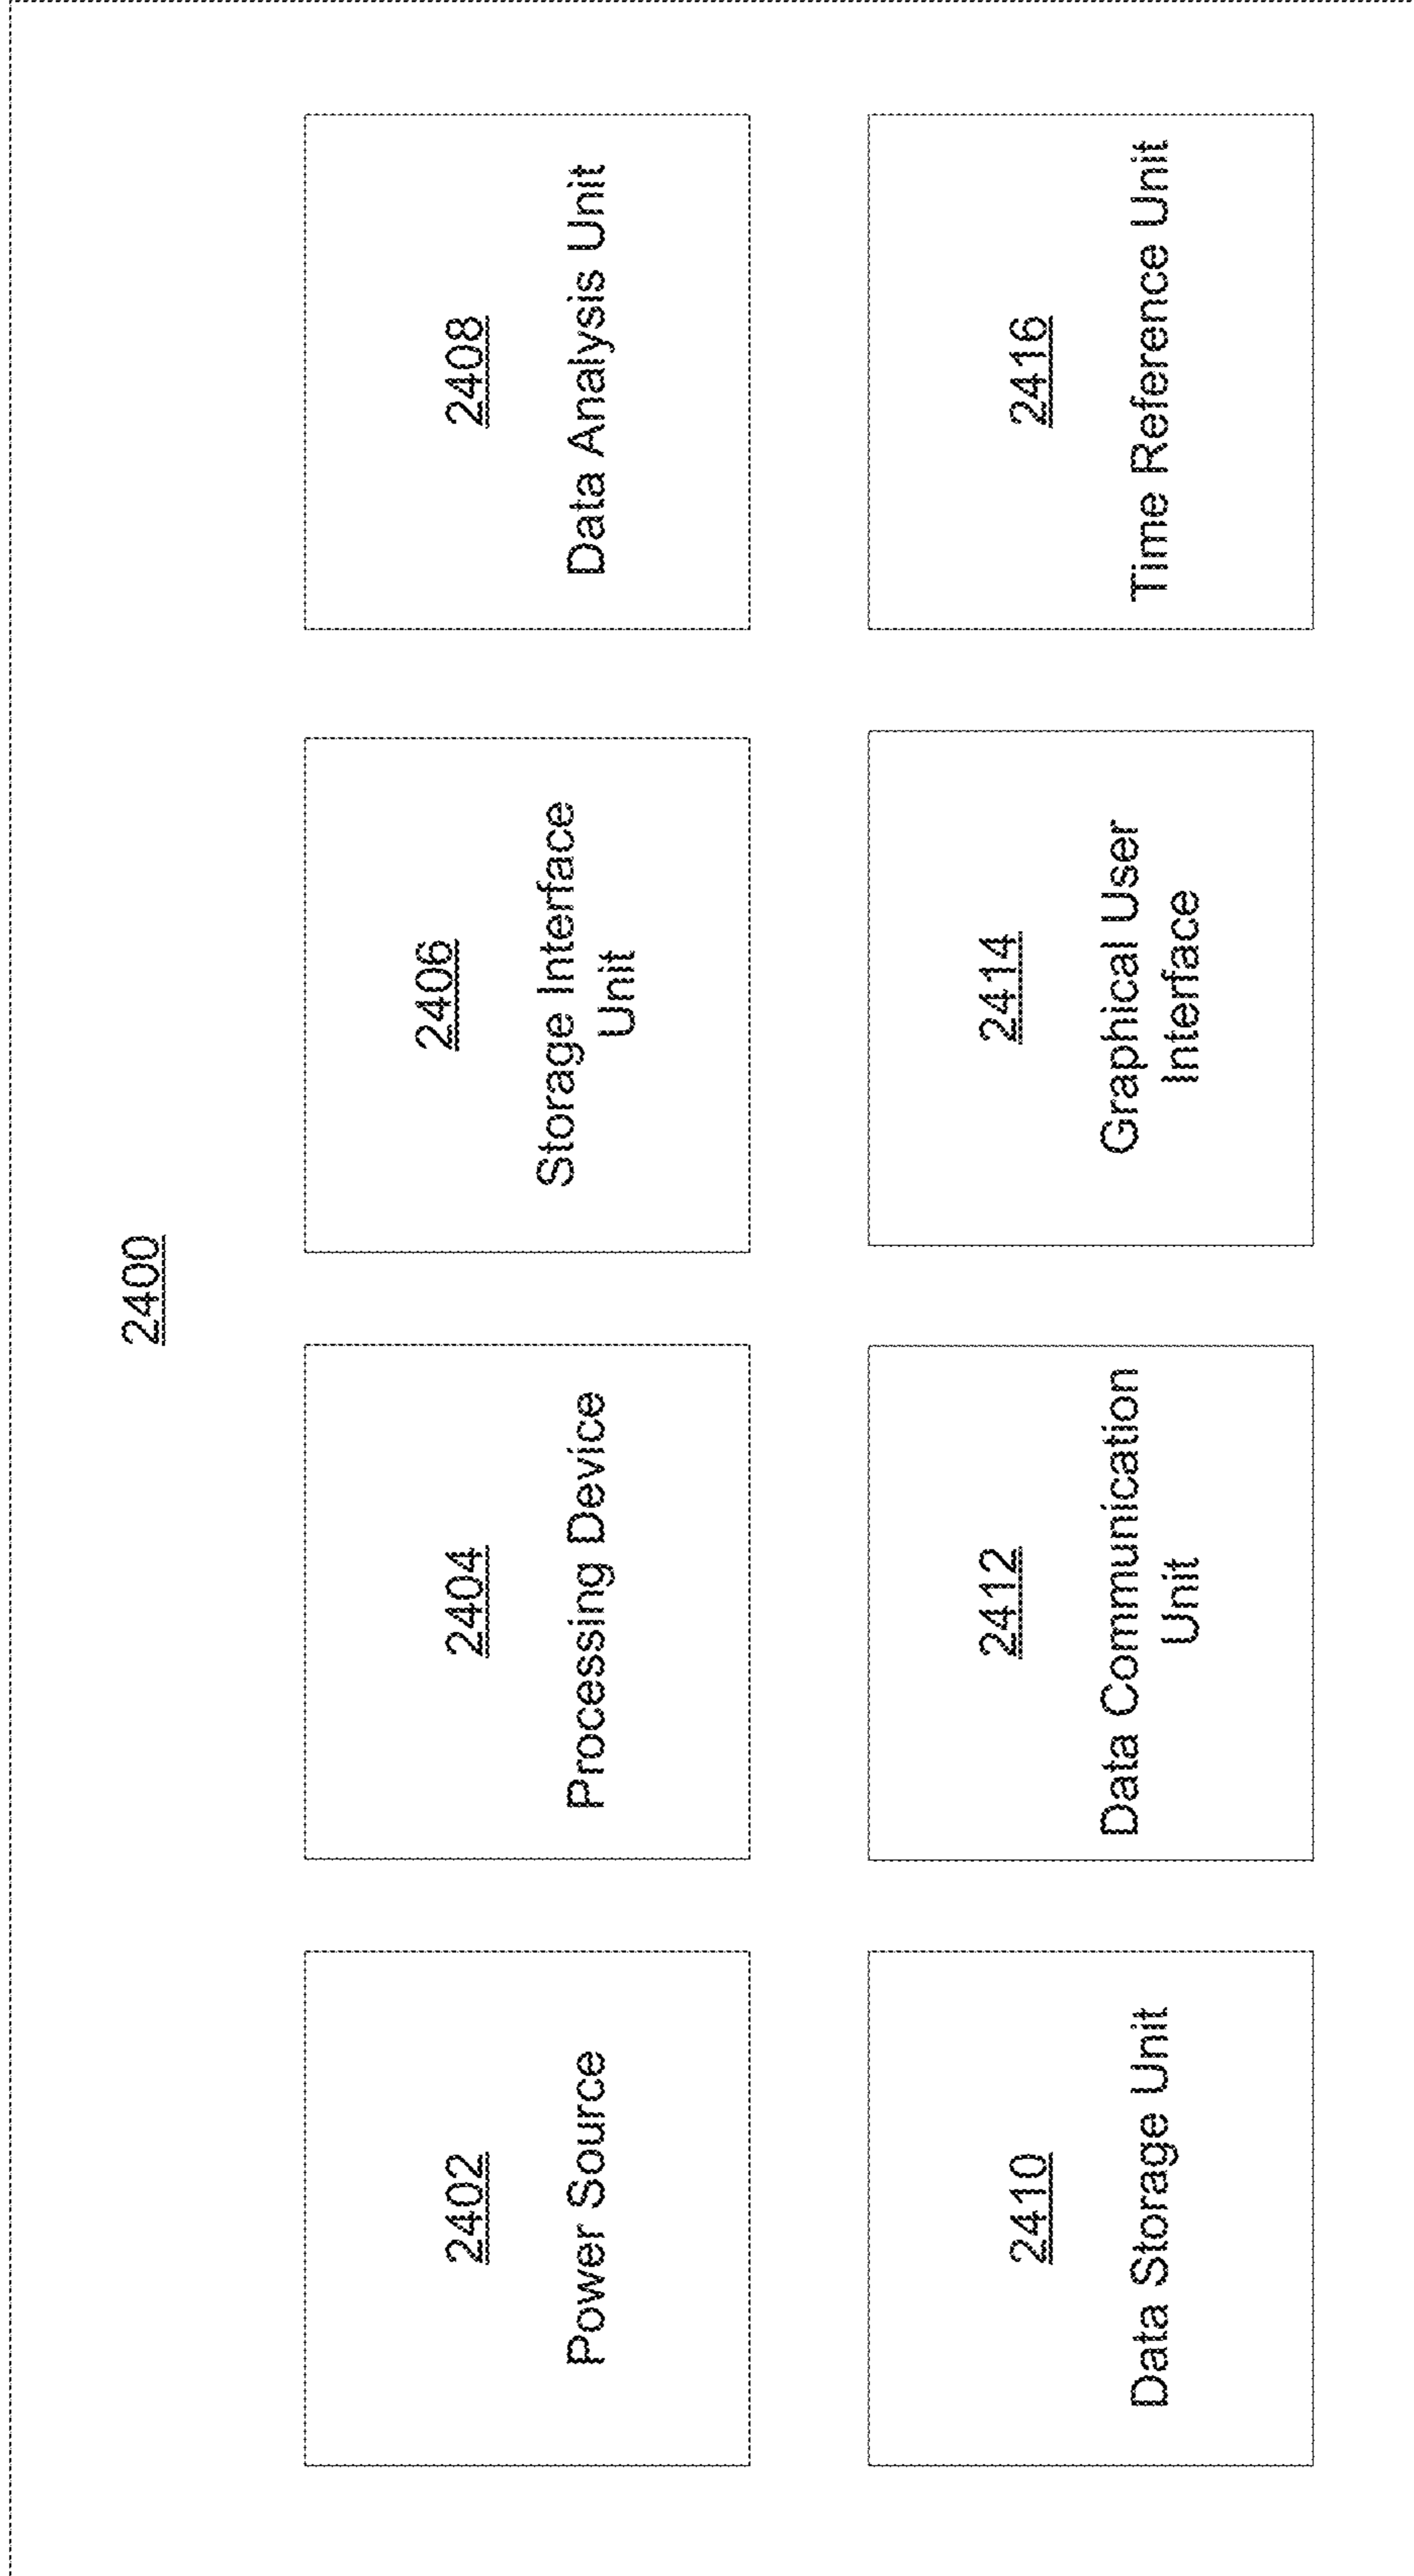 2400
2402
Power Source
2404
Processing Device
2406
Storage Interface
Unit
2408
Data Analysis Unit
2410
Data Storage Unit
2412
Data Communication
Unit
2414
Graphical User
Interface
2416
Time Reference Unit